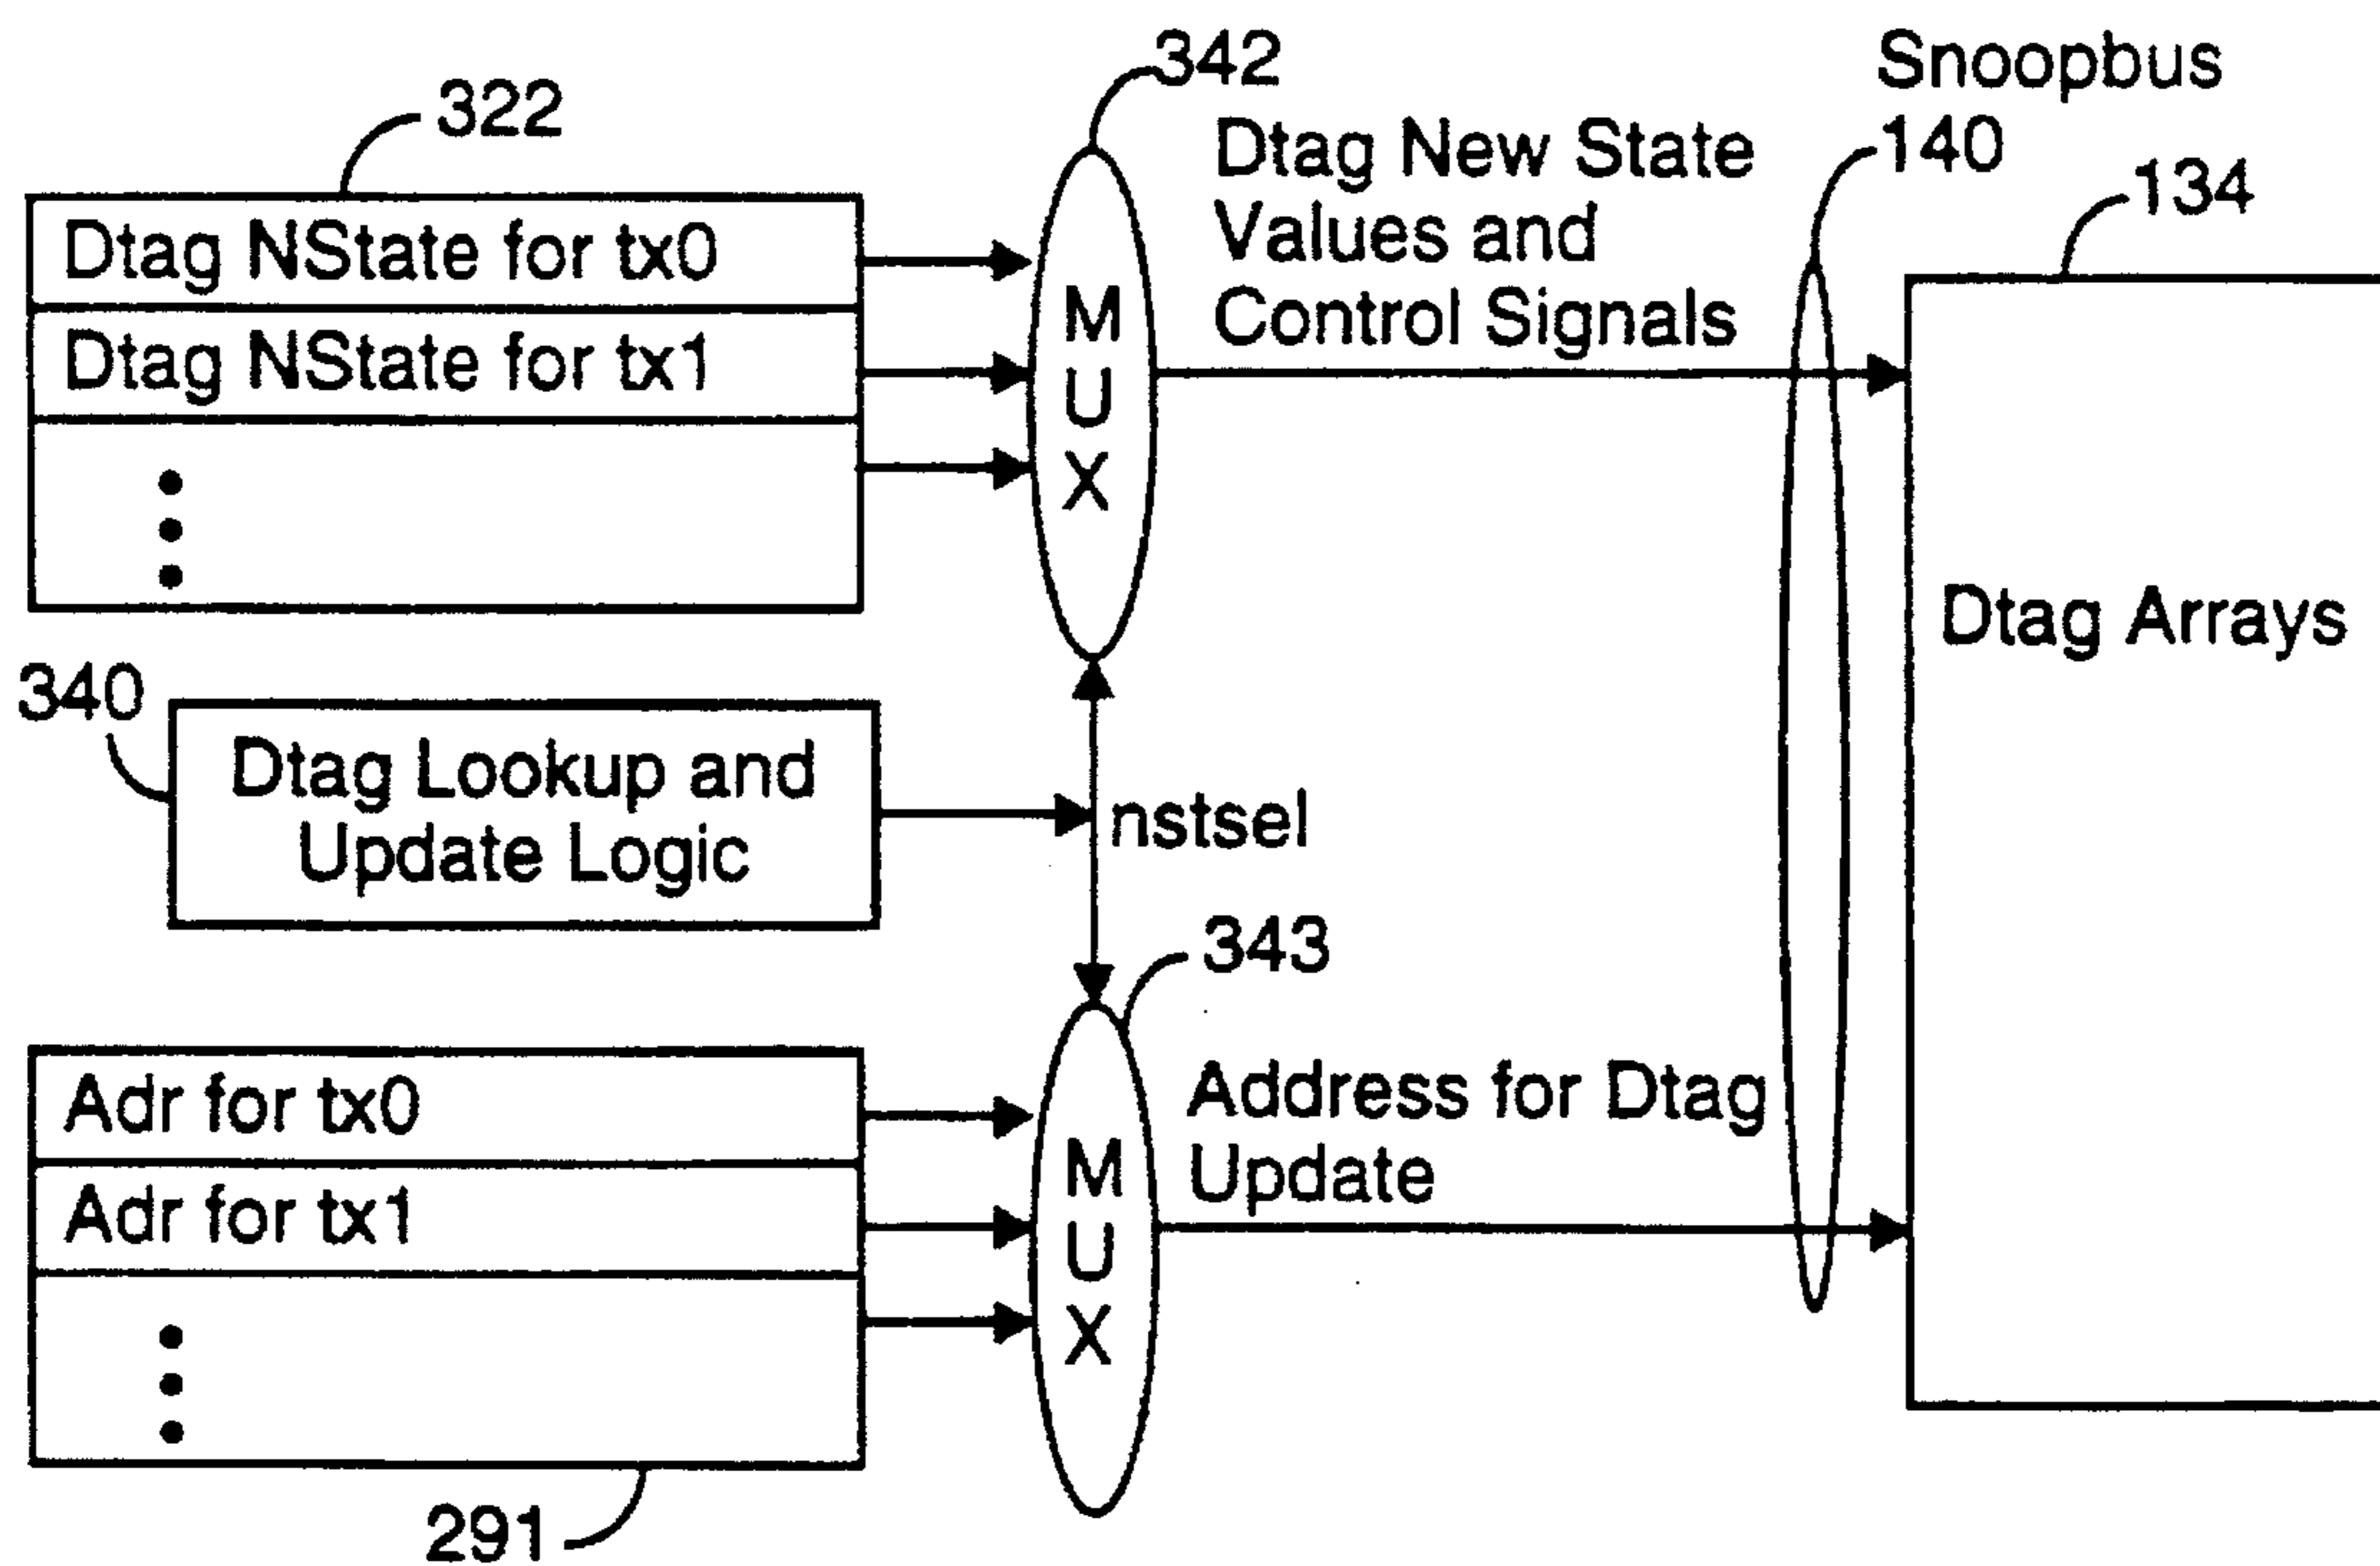 322
Dtag NState for tx0
Dtag NState for tx1
342
MUX
Dtag New State
Values and
Control Signals
Snoopbus
140
134
Dtag Arrays
340
Dtag Lookup and
Update Logic
nstsel
343
Adr for tx0
Adr for tx1
MUX
Address for Dtag
Update
291